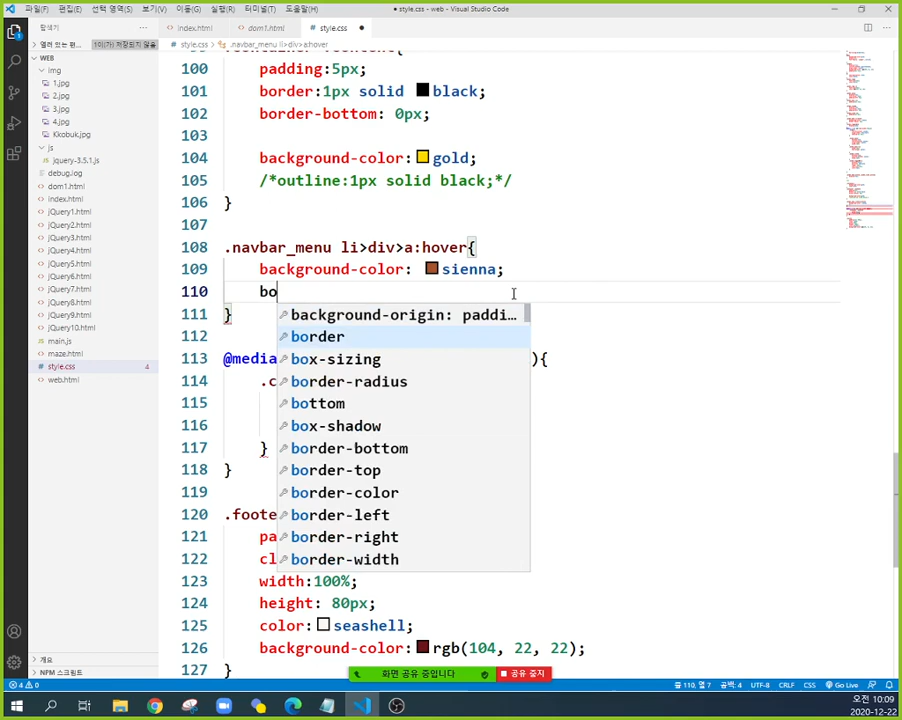 파일(F) 편집(E) 선택 영역(S) 보기(V) 이동(G) 실행(R) 터미널(T) 도움말(H) ● style.css - web - Visual Studio Code
탐색기 ··· index.html dom1.html # style.css ●
열려 있는 편... 1이(가) 저장되지 않음 # style.css > .navbar_menu li>div>a:hover
WEB
img
1.jpg
2.jpg
3.jpg
4.jpg
Kkobuk.jpg
js
jquery-3.5.1.js
debug.log
dom1.html
index.html
jQuery1.html
jQuery2.html
jQuery3.html
jQuery4.html
jQuery5.html
jQuery6.html
jQuery7.html
jQuery8.html
jQuery9.html
jQuery10.html
main.js
maze.html
# style.css 4
web.html
개요
NPM 스크립트
100 padding:5px;
101 border:1px solid black;
102 border-bottom: 0px;
103
104 background-color: gold;
105 /*outline:1px solid black;*/
106 }
107
108 .navbar_menu li>div>a:hover{
109 background-color: sienna;
110 bo
111 }
112
113 @media ){
114 .c
115
116
117 }
118 }
119
120 .foote
121 pa
122 cl
123 width:100%;
124 height: 80px;
125 color: seashell;
126 background-color: rgb(104, 22, 22);
127 }
background-origin: paddi…
border
box-sizing
border-radius
bottom
box-shadow
border-bottom
border-top
border-color
border-left
border-right
border-width
화면 공유 중입니다 공유 중지
4 0 줄 110, 열 7 공백: 4 UTF-8 CRLF CSS Go Live
오전 10:09
2020-12-22